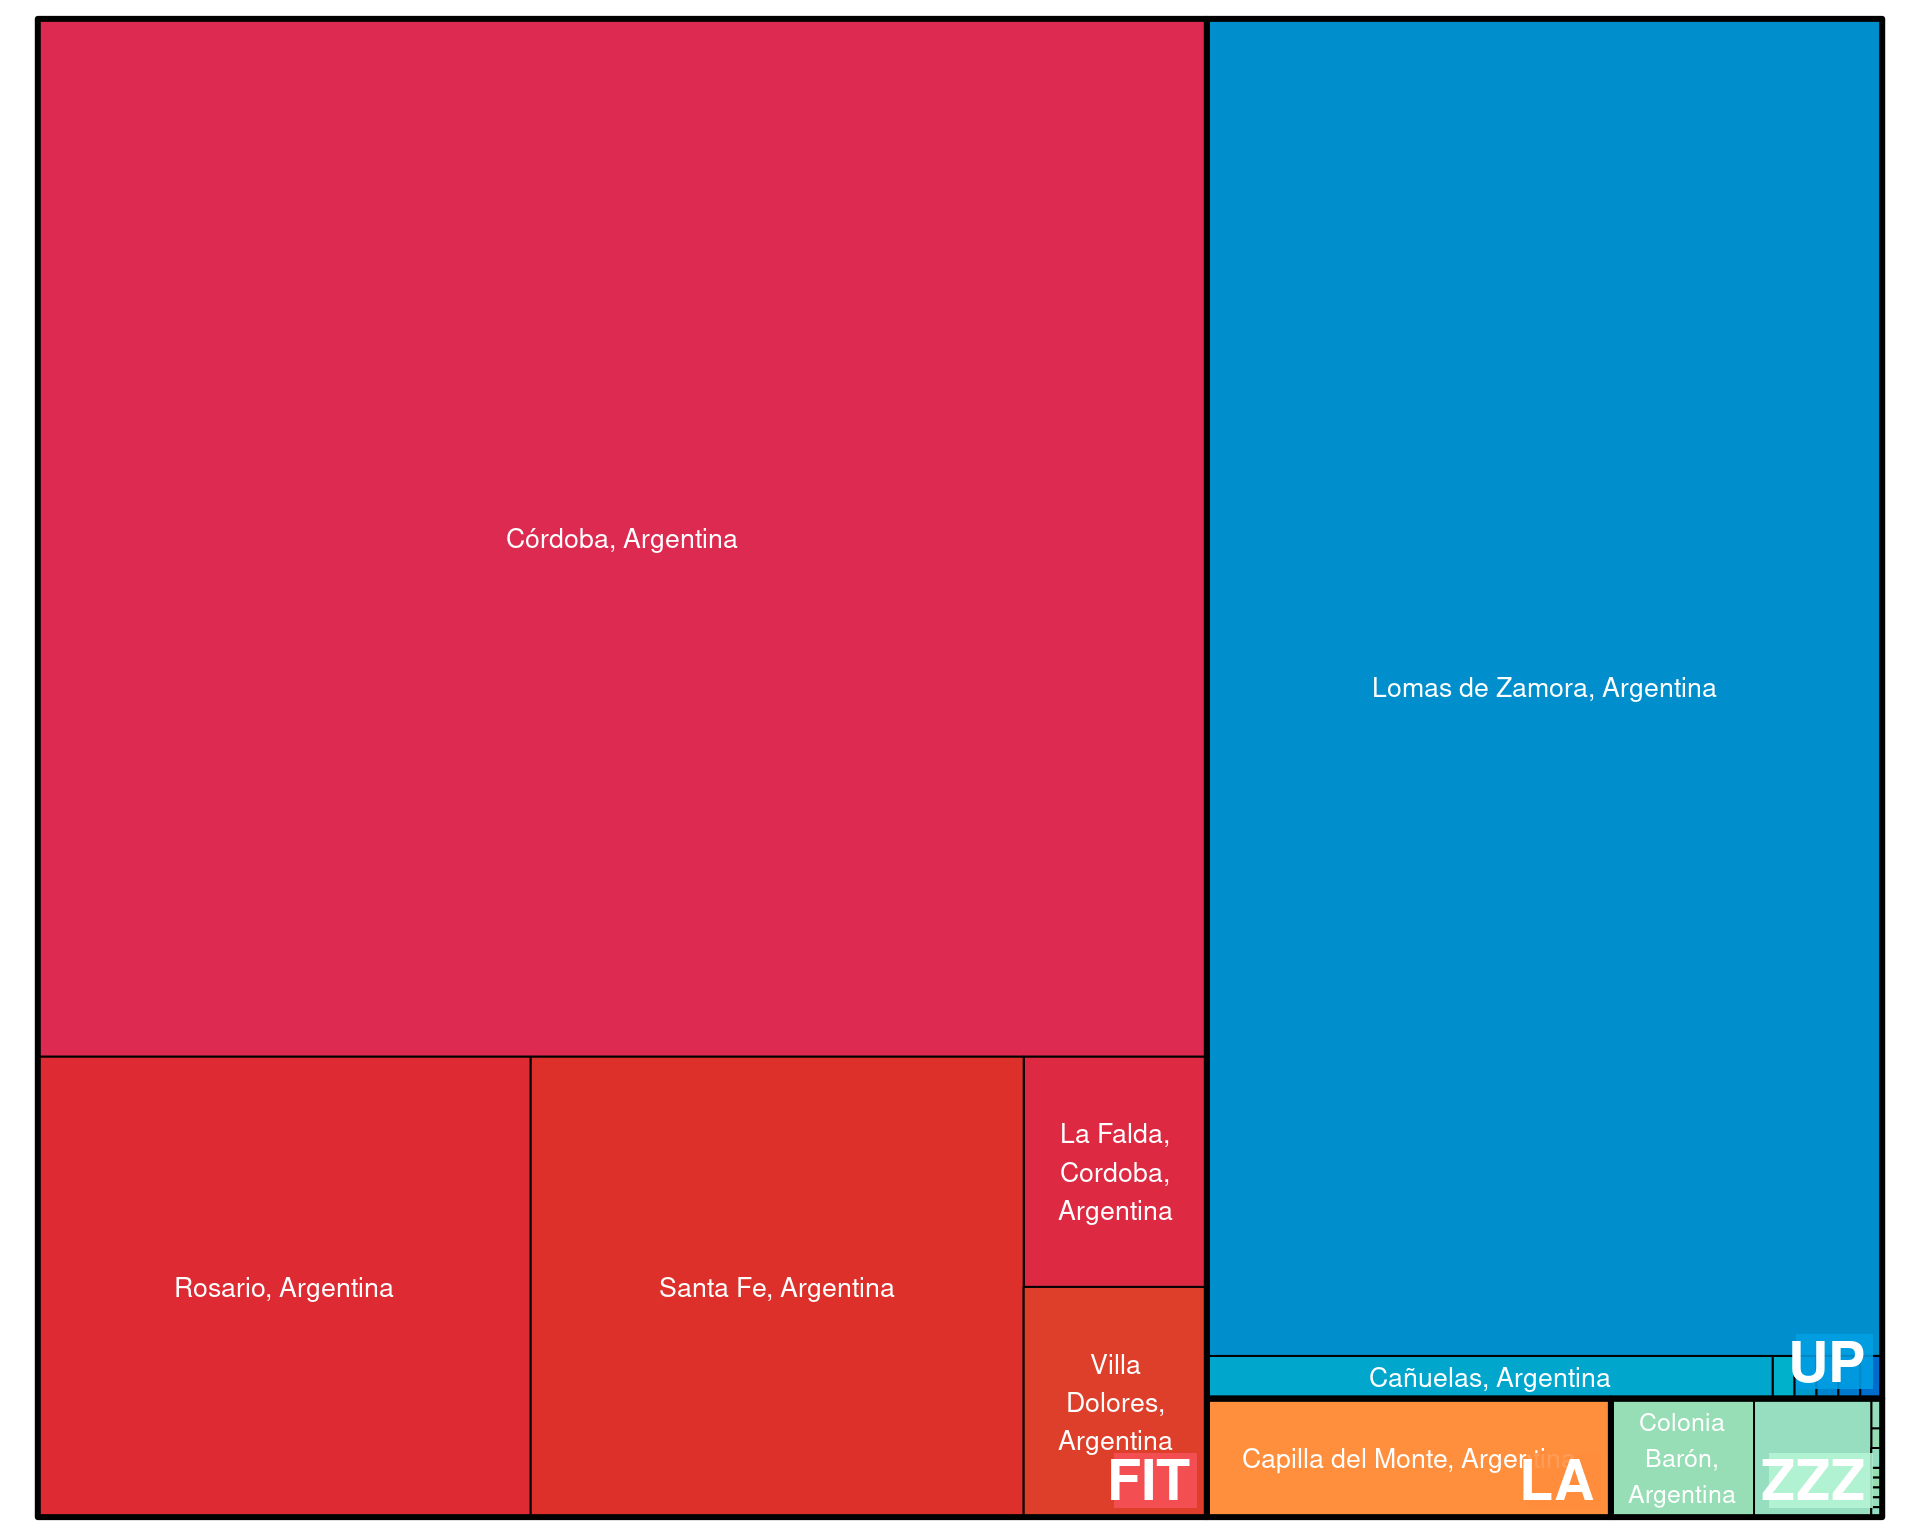 Córdoba, Argentina
Lomas de Zamora, Argentina
Rosario, Argentina
Santa Fe, Argentina
La Falda,
Cordoba,
Argentina
Villa
Dolores,
Argentina
FIT
UP
Cañuelas, Argentina
Capilla del Monte, Argentina
LA
Colonia
Barón,
Argentina
ZZZ